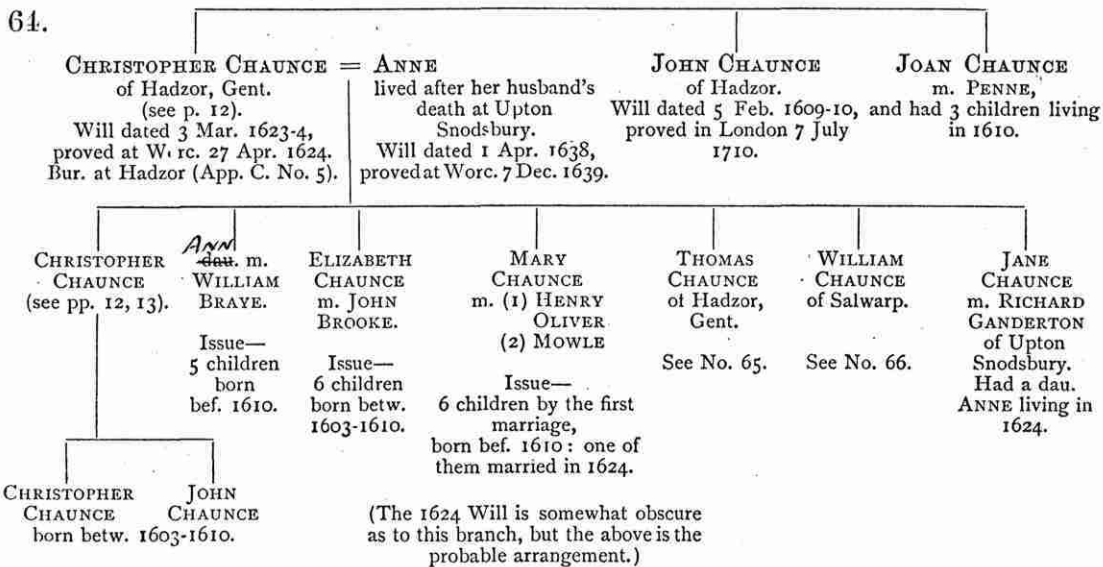 64.
CHRISTOPHER CHAUNCE = ANNE
of Hadzor, Gent.
(see p. 12).
Will dated 3 Mar. 1623-4,
proved at W. rc. 27 Apr. 1624.
Bur. at Hadzor (App. C. No. 5).
lived after her husband's
death at Upton
Snodsbury.
Will dated 1 Apr. 1638,
proved at Worc. 7 Dec. 1639.
JOHN CHAUNCE
of Hadzor.
Will dated 5 Feb. 1609-10,
proved in London 7 July
1710.
JOAN CHAUNCE
m. PENNE,
and had 3 children living
in 1610.
CHRISTOPHER
CHAUNCE
(see pp. 12, 13).
ANN
dau. m.
WILLIAM
BRAYE.
Issue—
5 children
born
bef. 1610.
ELIZABETH
CHAUNCE
m. JOHN
BROOKE.
Issue—
6 children
born betw.
1603-1610.
MARY
CHAUNCE
m. (1) HENRY
OLIVER
(2) MOWLE
Issue—
6 children by the first
marriage,
born bef. 1610: one of
them married in 1624.
THOMAS
CHAUNCE
ot Hadzor,
Gent.
See No. 65.
WILLIAM
CHAUNCE
of Salwarp.
See No. 66.
JANE
CHAUNCE
m. RICHARD
GANDERTON
of Upton
Snodsbury.
Had a dau.
ANNE living in
1624.
CHRISTOPHER
CHAUNCE
JOHN
CHAUNCE
born betw. 1603-1610.
(The 1624 Will is somewhat obscure
as to this branch, but the above is the
probable arrangement.)